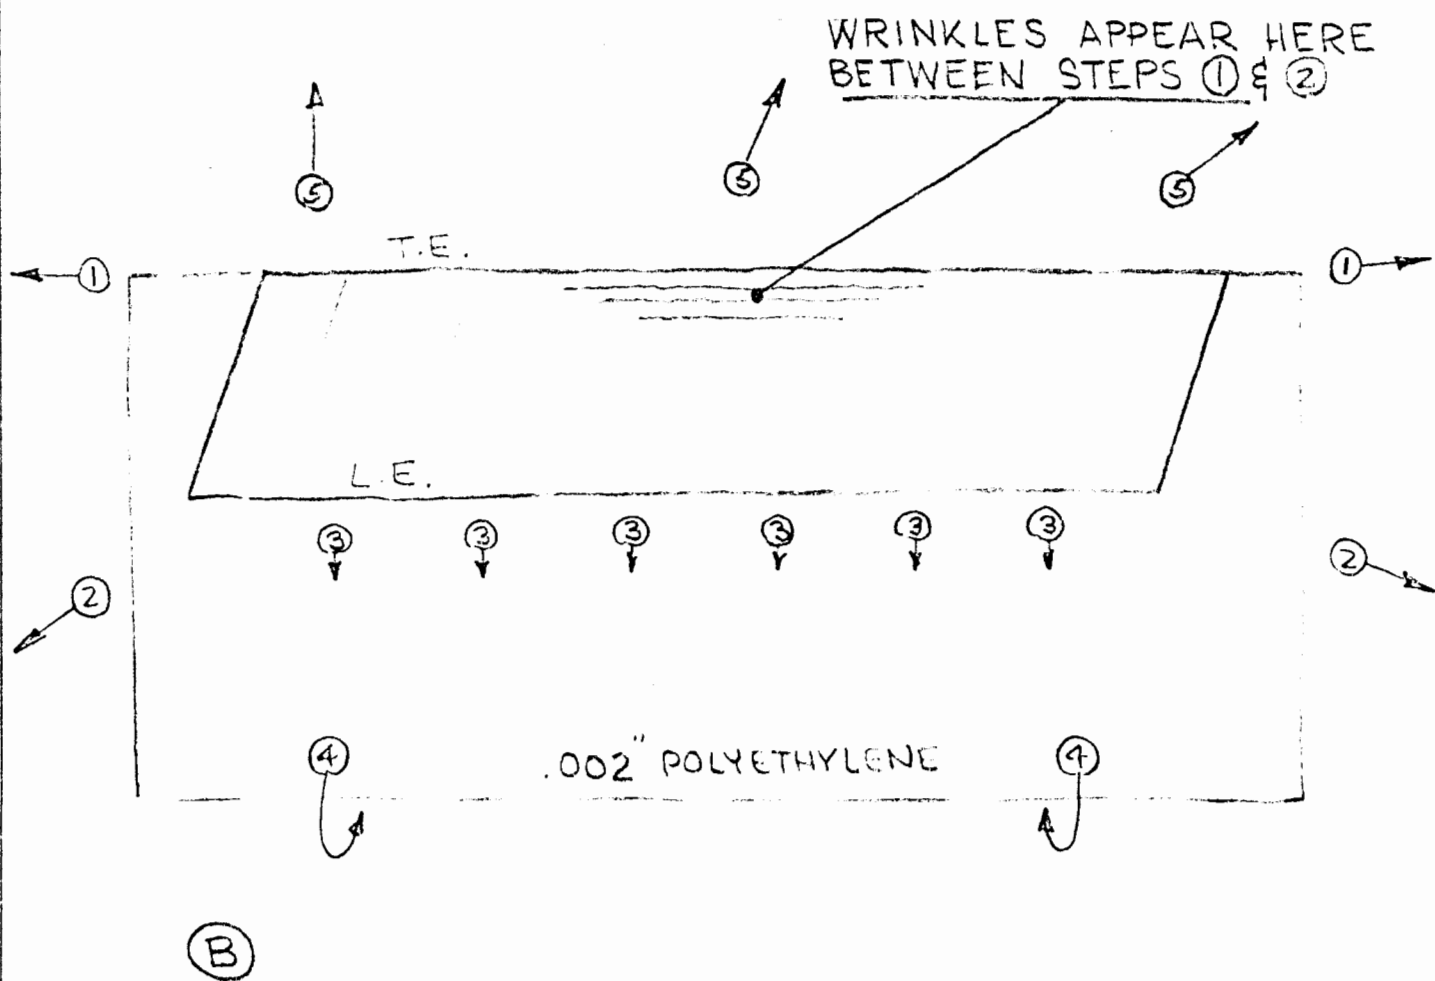 WRINKLES APPEAR HERE
BETWEEN STEPS ① & ②
⑤ ⑤ ⑤
T.E.
① ①
L.E.
③ ③ ③ ③ ③ ③
② ②
④ .002" POLYETHYLENE ④
Ⓑ